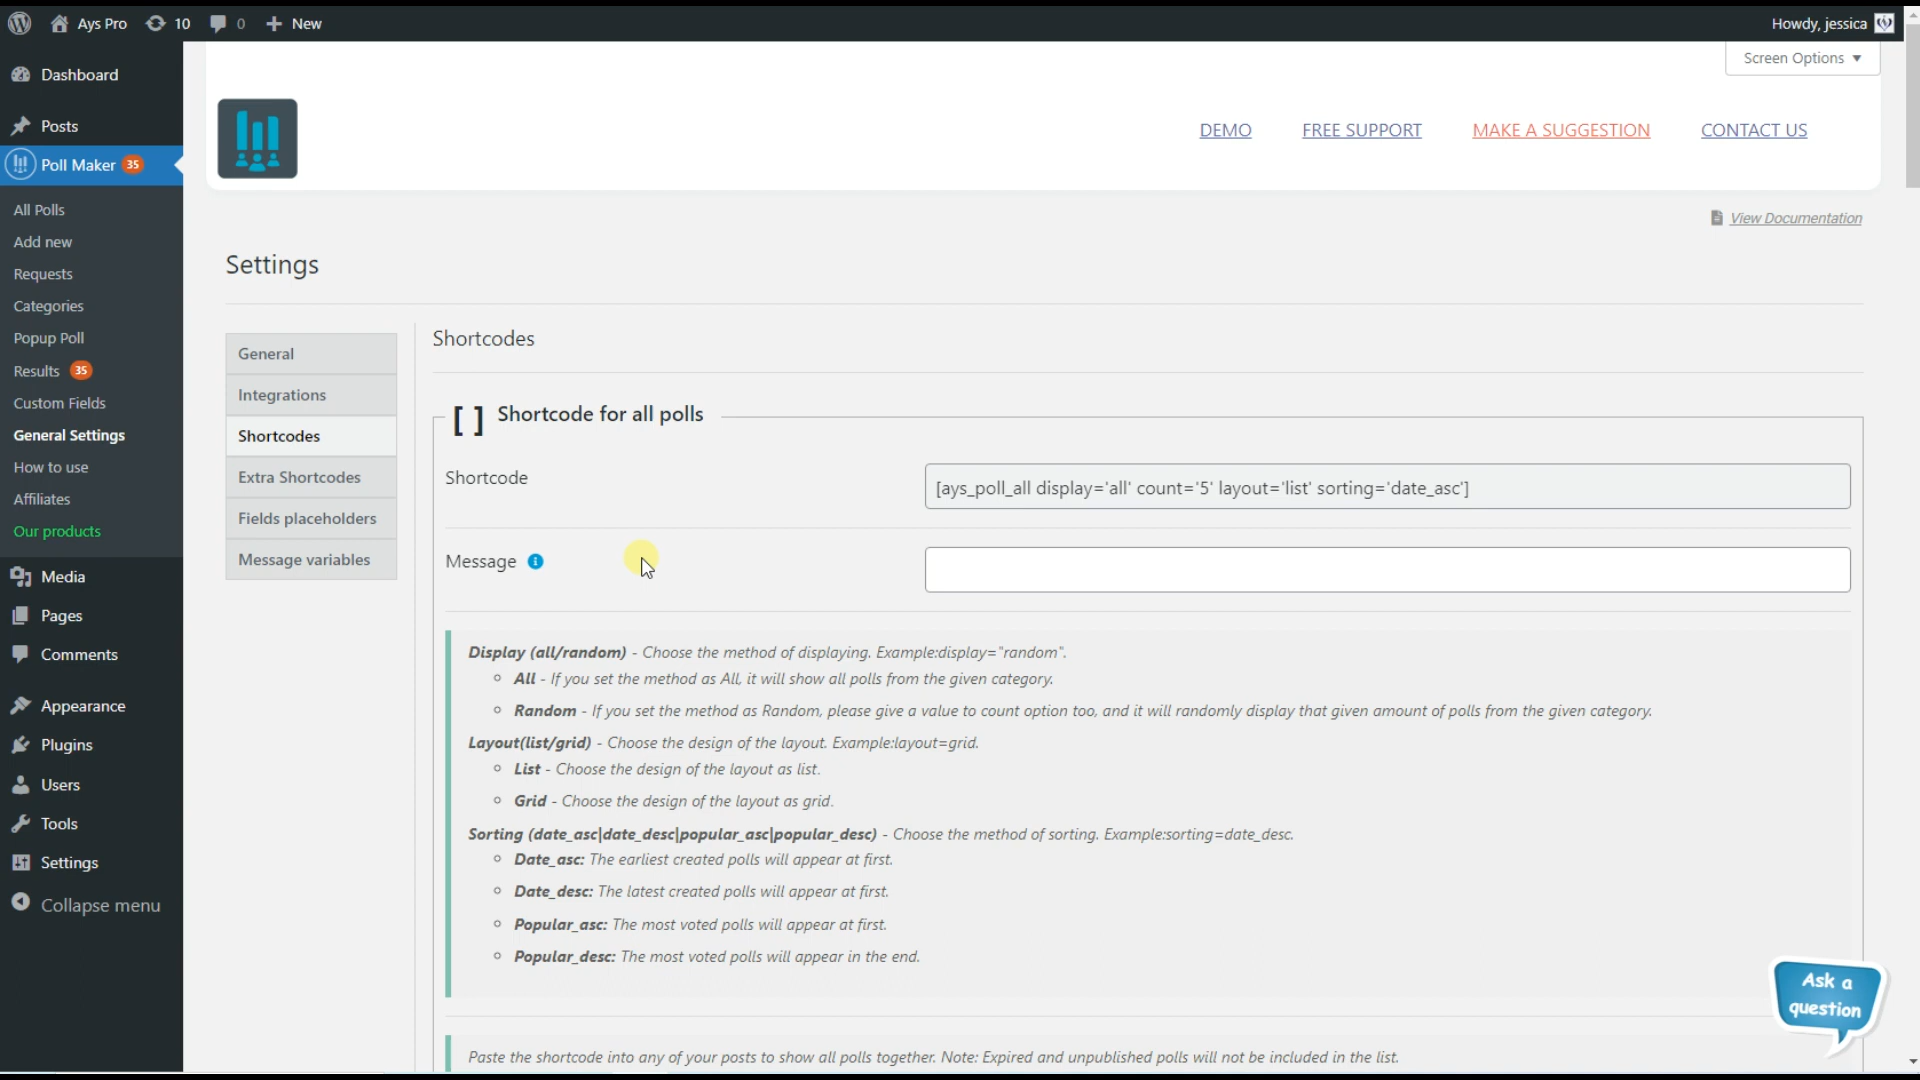 Ays Pro 10 0 New Howdy, jessica
Screen Options
Dashboard
Posts
Poll Maker 35
All Polls
Add new
Requests
Categories
Popup Poll
Results 35
Custom Fields
General Settings
How to use
Affiliates
Our products
Media
Pages
Comments
Appearance
Plugins
Users
Tools
Settings
Collapse menu
DEMO FREE SUPPORT MAKE A SUGGESTION CONTACT US
View Documentation
Settings
General
Integrations
Shortcodes
Extra Shortcodes
Fields placeholders
Message variables
Shortcodes
[ ] Shortcode for all polls
Shortcode [ays_poll_all display='all' count='5' layout='list' sorting='date_asc']
Message
Display (all/random) - Choose the method of displaying. Example:display="random".
All - If you set the method as All, it will show all polls from the given category.
Random - If you set the method as Random, please give a value to count option too, and it will randomly display that given amount of polls from the given category.
Layout(list/grid) - Choose the design of the layout. Example:layout=grid.
List - Choose the design of the layout as list.
Grid - Choose the design of the layout as grid.
Sorting (date_asc|date_desc|popular_asc|popular_desc) - Choose the method of sorting. Example:sorting=date_desc.
Date_asc: The earliest created polls will appear at first.
Date_desc: The latest created polls will appear at first.
Popular_asc: The most voted polls will appear at first.
Popular_desc: The most voted polls will appear in the end.
Paste the shortcode into any of your posts to show all polls together. Note: Expired and unpublished polls will not be included in the list.
Ask a
question